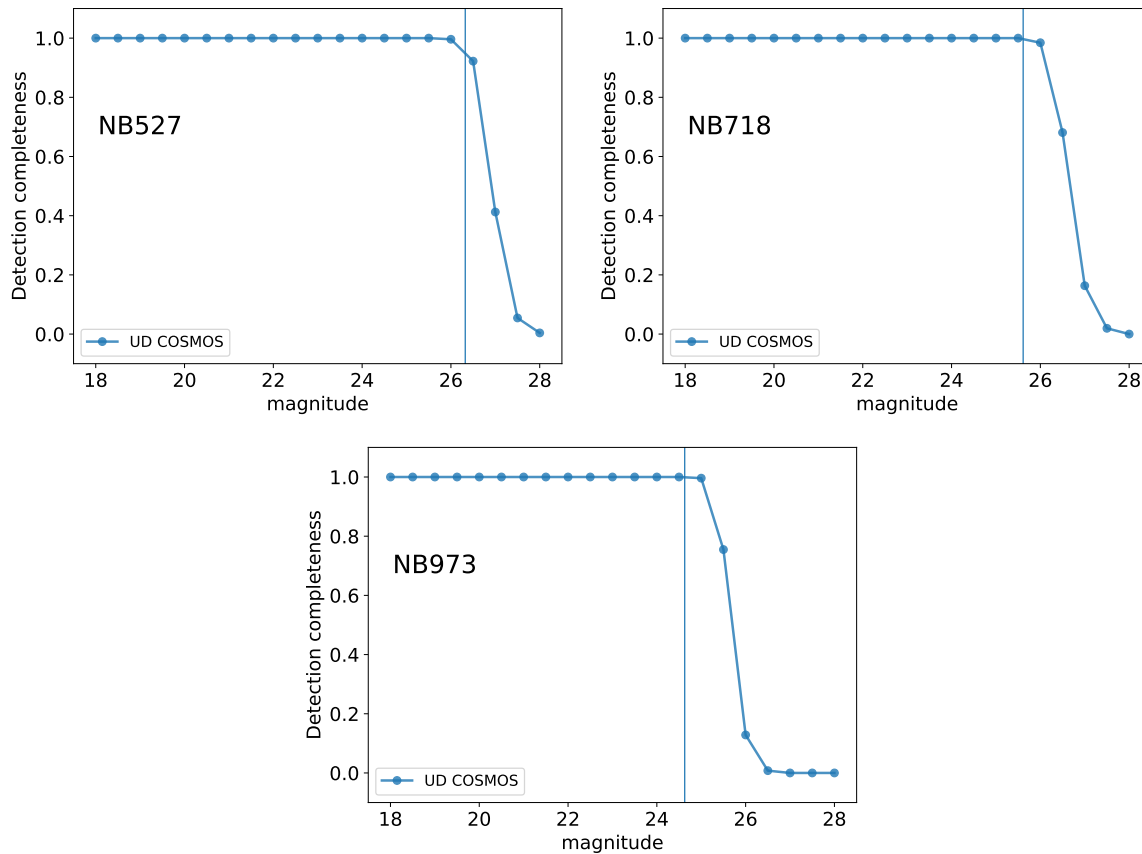 Detection completeness
1.0
0.8
0.6
0.4
0.2
0.0
NB527
UD COSMOS
18 20 22 24 26 28
magnitude
Detection completeness
1.0
0.8
0.6
0.4
0.2
0.0
NB718
UD COSMOS
18 20 22 24 26 28
magnitude
Detection completeness
1.0
0.8
0.6
0.4
0.2
0.0
NB973
UD COSMOS
18 20 22 24 26 28
magnitude